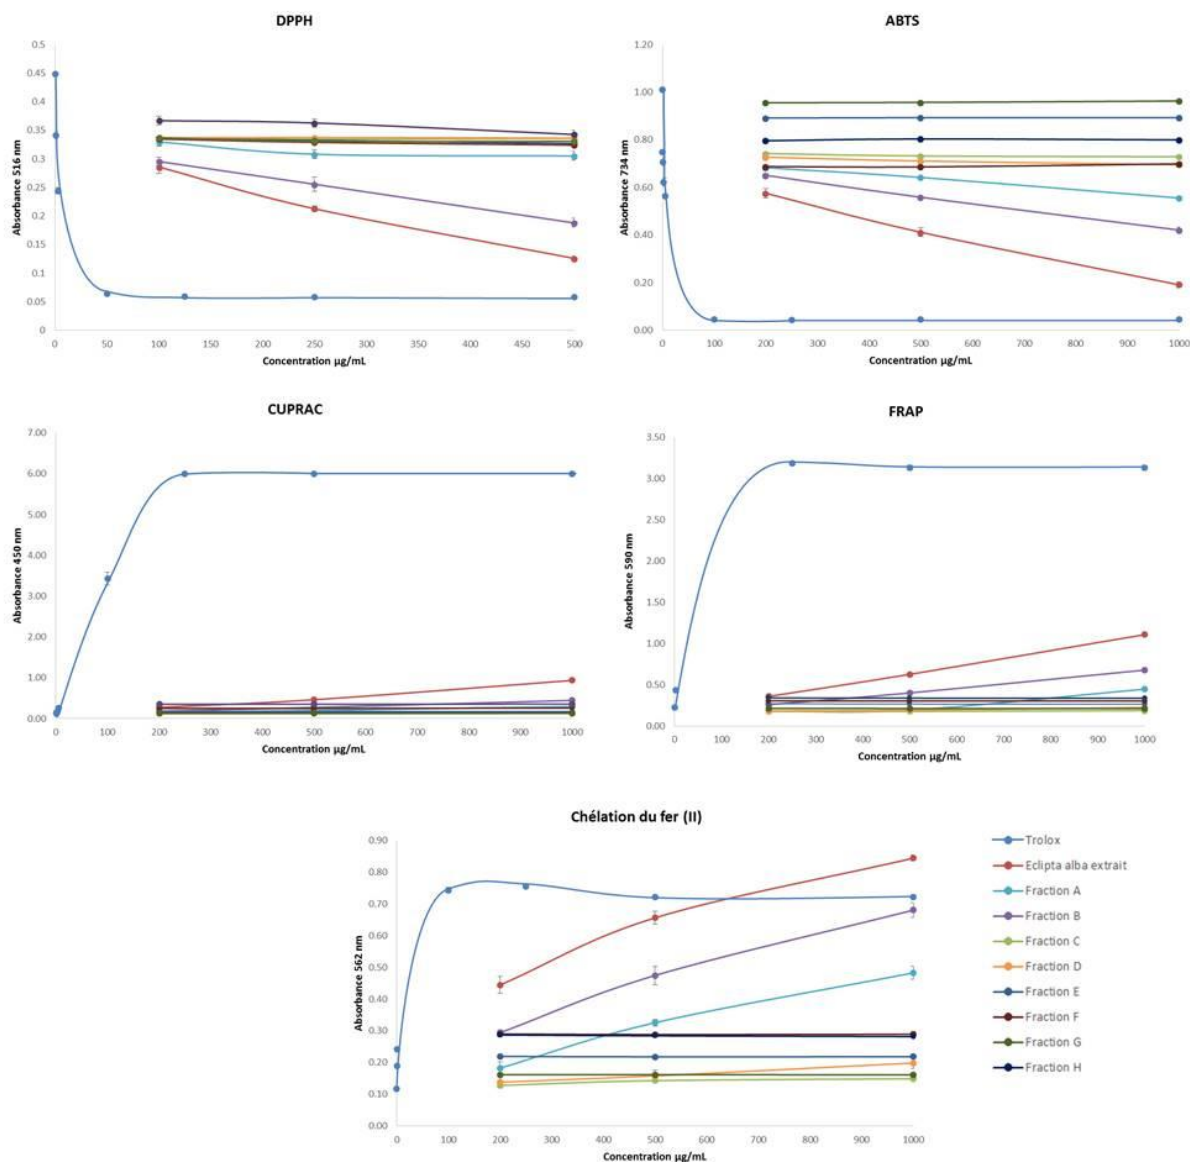 DPPH
0.5
0.45
0.4
0.35
0.3
0.25
0.2
0.15
0.1
0.05
0
Absorbance 516 nm
0 50 100 150 200 250 300 350 400 450 500
Concentration µg/mL
ABTS
1.20
1.00
0.80
0.60
0.40
0.20
0.00
Absorbance 734 nm
0 100 200 300 400 500 600 700 800 900 1000
Concentration µg/mL
CUPRAC
7.00
6.00
5.00
4.00
3.00
2.00
1.00
0.00
Absorbance 450 nm
0 100 200 300 400 500 600 700 800 900 1000
Concentration µg/mL
FRAP
3.50
3.00
2.50
2.00
1.50
1.00
0.50
0.00
Absorbance 590 nm
0 100 200 300 400 500 600 700 800 900 1000
Concentration µg/mL
Chélation du fer (II)
0.90
0.80
0.70
0.60
0.50
0.40
0.30
0.20
0.10
0.00
Absorbance 562 nm
0 100 200 300 400 500 600 700 800 900 1000
Concentration µg/mL
Trolox
Eclipta alba extrait
Fraction A
Fraction B
Fraction C
Fraction D
Fraction E
Fraction F
Fraction G
Fraction H